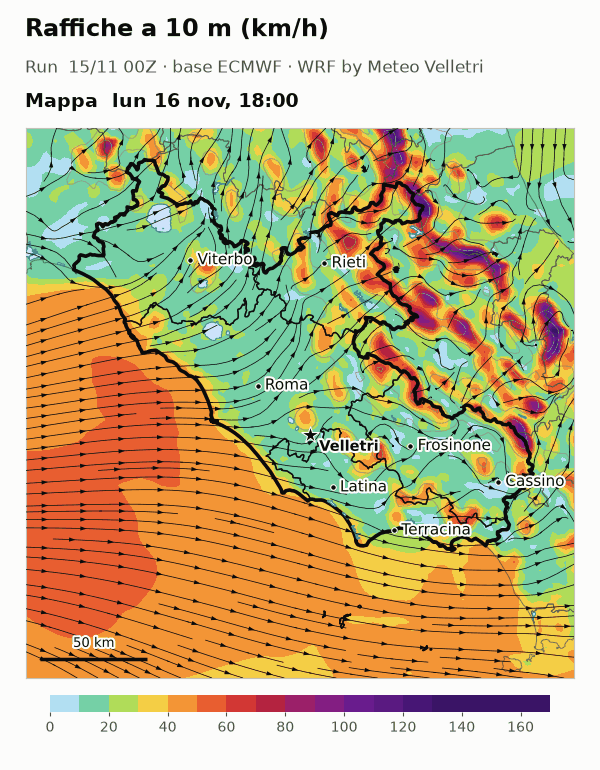 Raffiche a 10 m (km/h)
Run  15/11 00Z · base ECMWF · WRF by Meteo Velletri
Mappa  lun 16 nov, 18:00
Viterbo
Rieti
Roma
Velletri
Frosinone
Cassino
Latina
Terracina
50 km
0 20 40 60 80 100 120 140 160